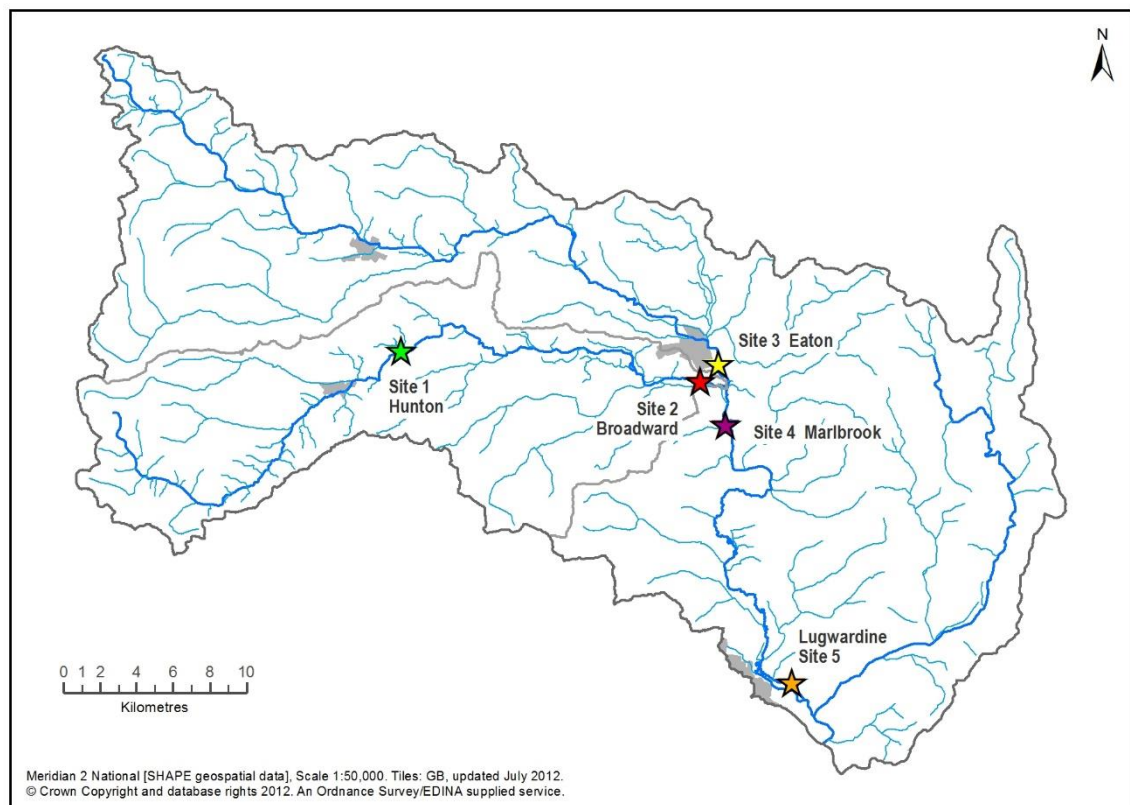 N
Site 3 Eaton
Site 1
Hunton
Site 2
Broadward
Site 4 Marlbrook
Lugwardine
Site 5
0 1 2 4 6 8 10
Kilometres
Meridian 2 National [SHAPE geospatial data], Scale 1:50,000. Tiles: GB, updated July 2012.
© Crown Copyright and database rights 2012. An Ordnance Survey/EDINA supplied service.